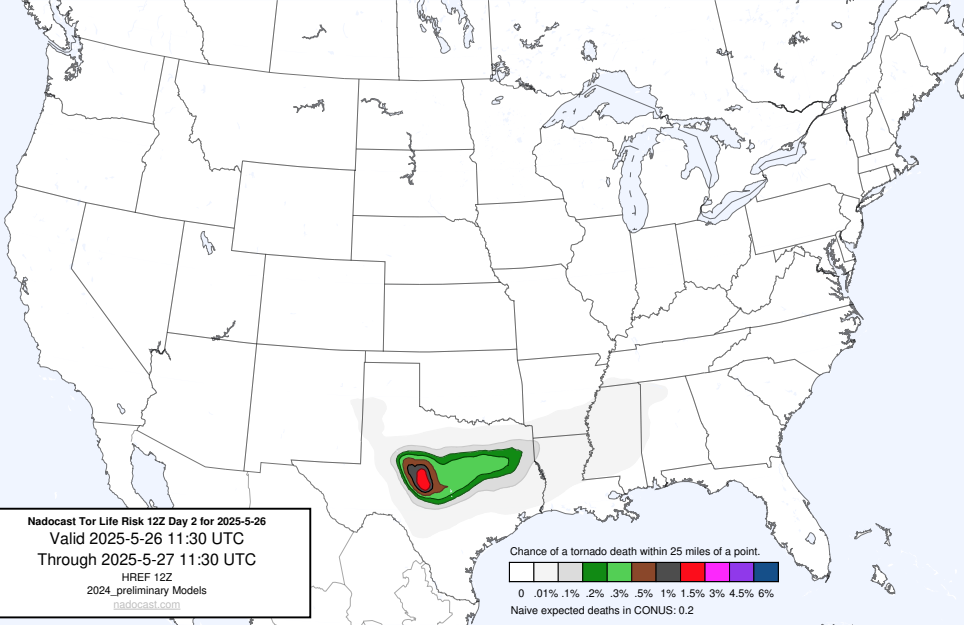 Nadocast Tor Life Risk 12Z Day 2 for 2025-5-26
Valid 2025-5-26 11:30 UTC
Through 2025-5-27 11:30 UTC
HREF 12Z
2024_preliminary Models
nadocast.com
Chance of a tornado death within 25 miles of a point.
0 .01% .1% .2% .3% .5% 1% 1.5% 3% 4.5% 6%
Naive expected deaths in CONUS: 0.2